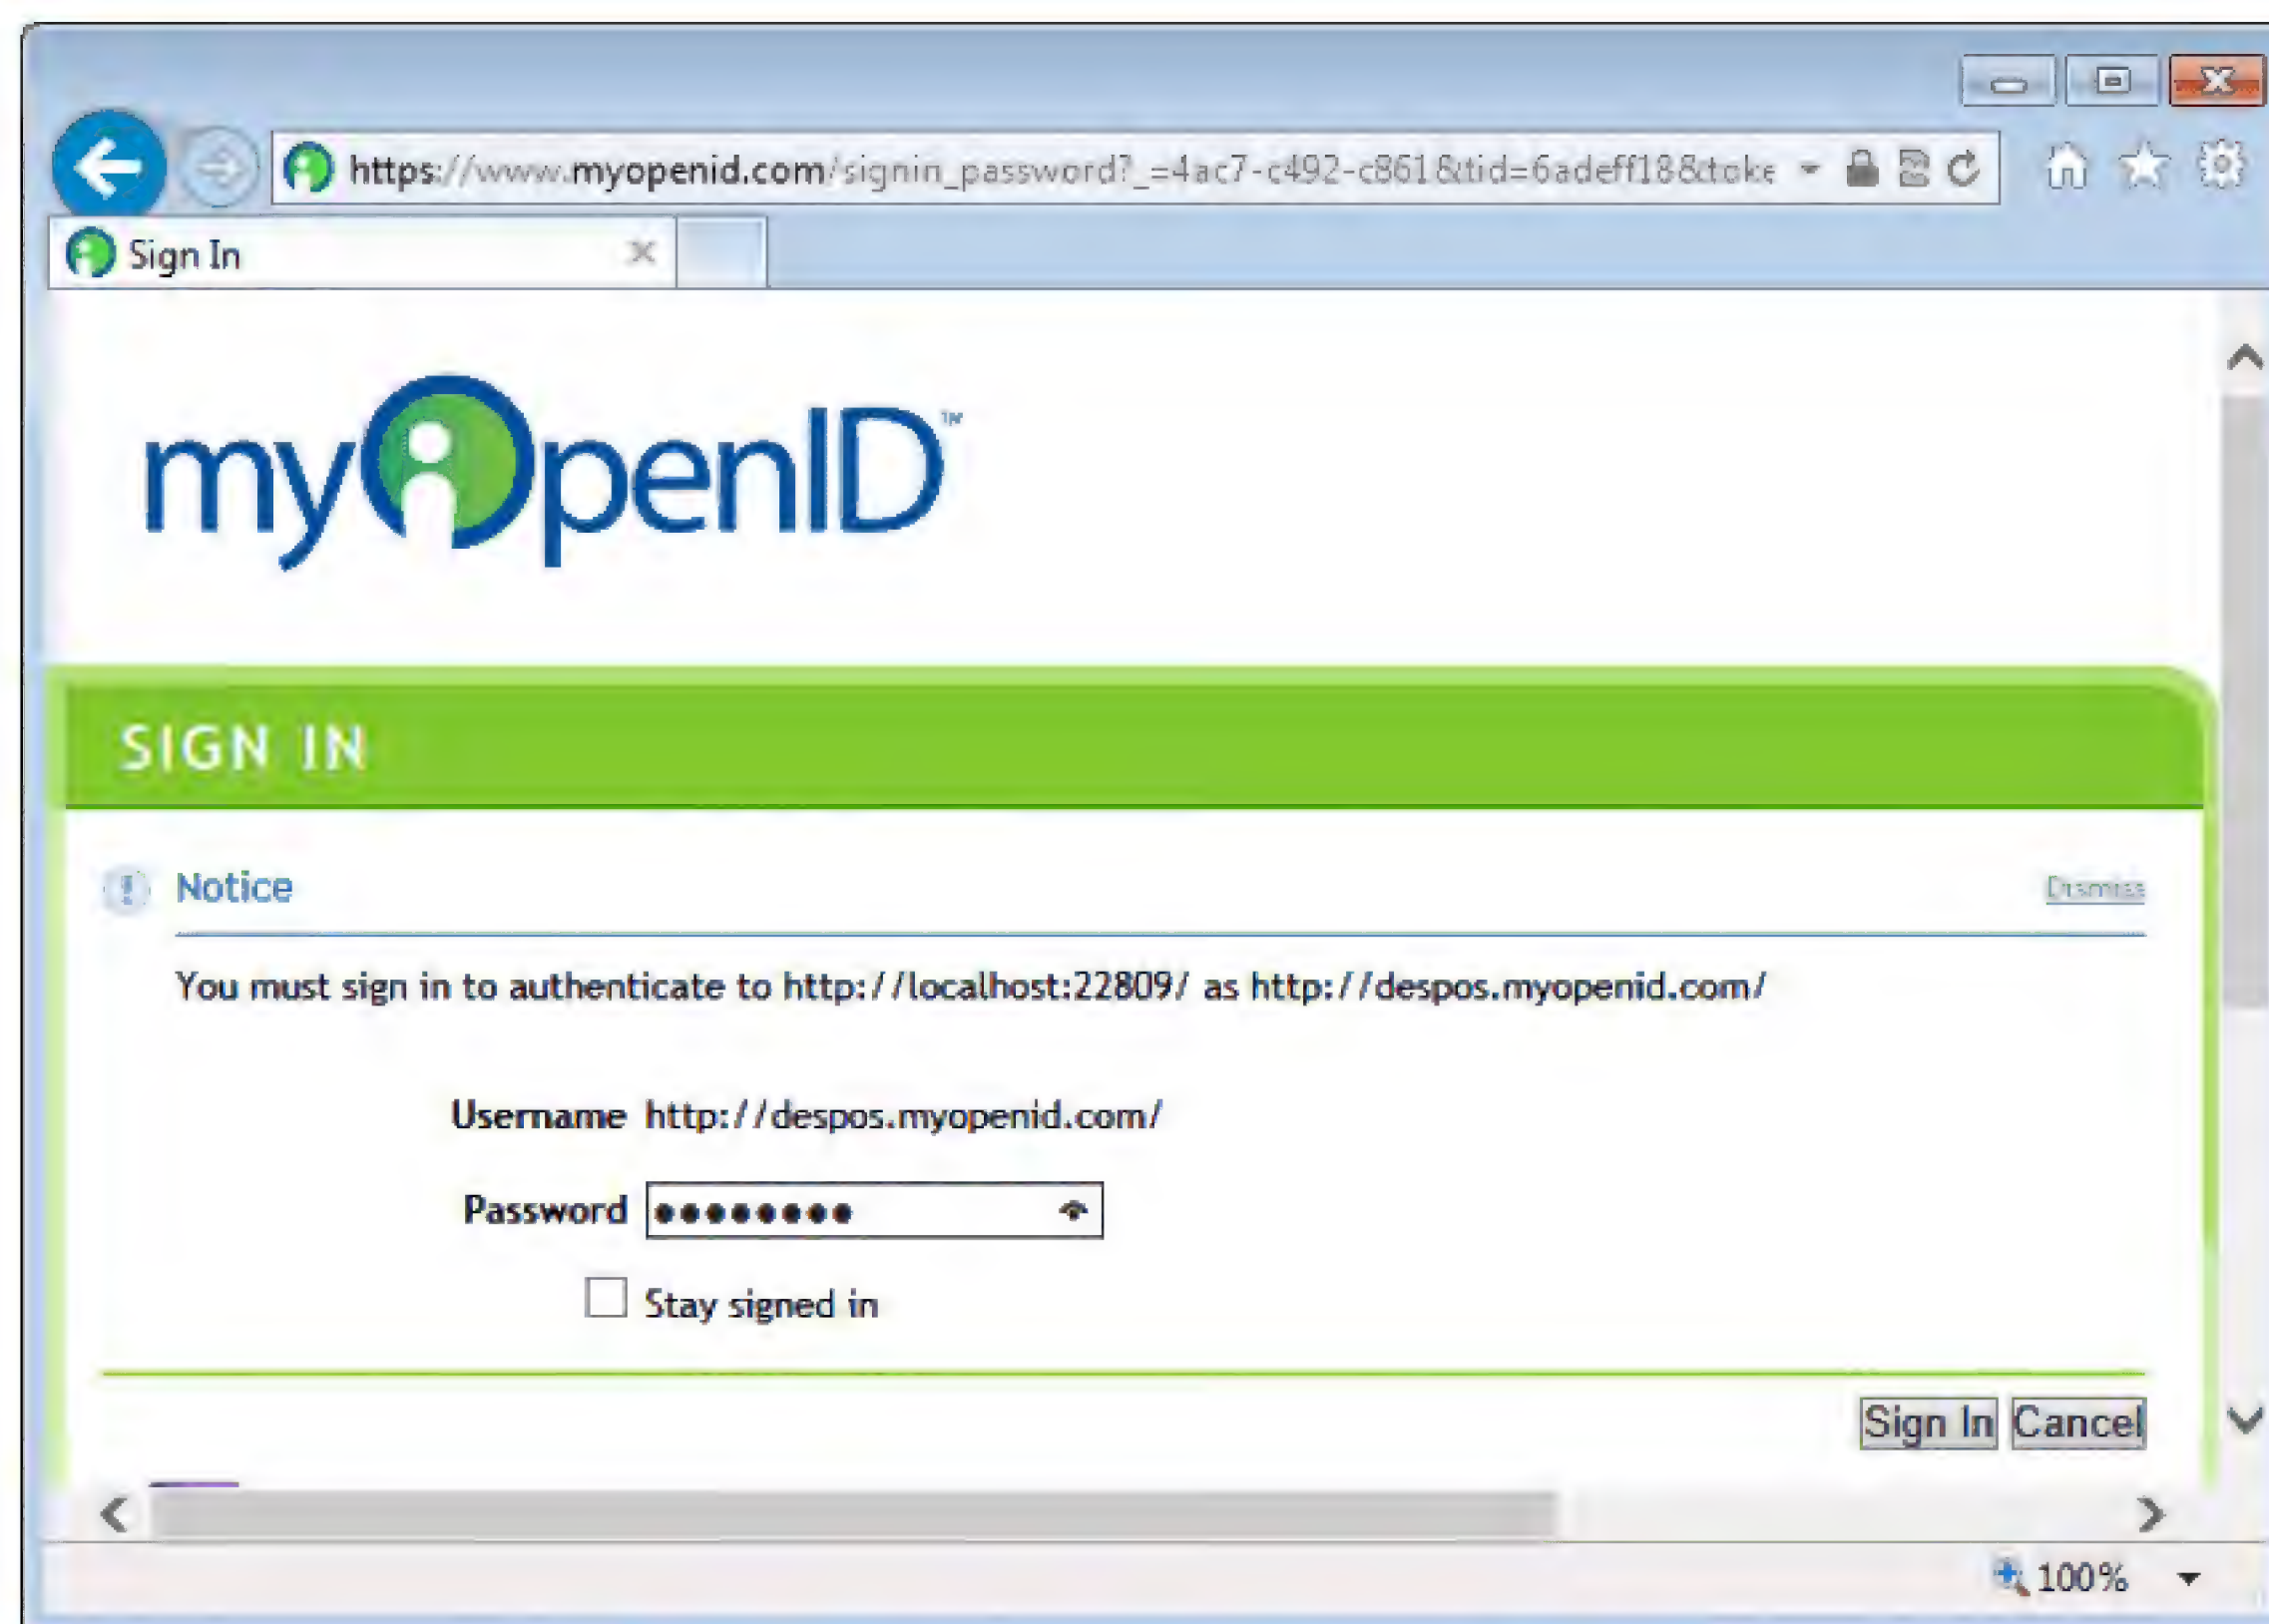 https://www.myopenid.com/signin_password?_=4ac7-c492-c861&tid=6adeff18&toke
Sign In
myOpenID™
SIGN IN
Notice
Dismiss
You must sign in to authenticate to http://localhost:22809/ as http://despos.myopenid.com/
Username http://despos.myopenid.com/
Password
Stay signed in
Sign In Cancel
100%